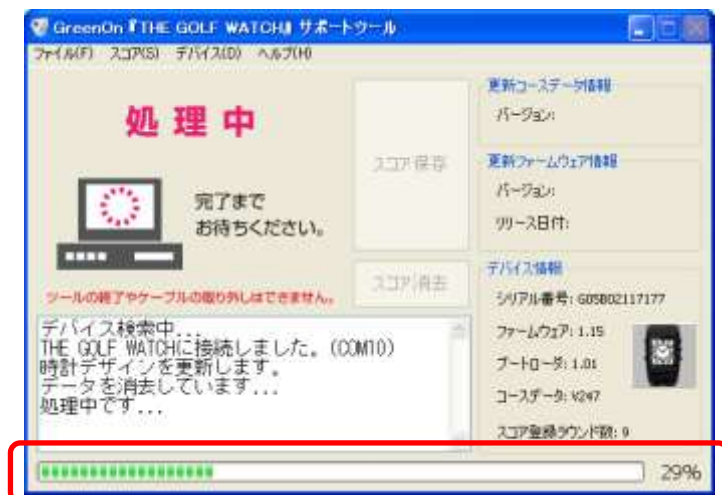 GreenOn『THE GOLF WATCH』サポートツール
ファイル(F) スコア(S) デバイス(D) ヘルプ(H)
処理中
完了まで
お待ちください。
ツールの終了やケーブルの取り外しはできません。
スコア保存
スコア消去
更新コースデータ情報
バージョン:
更新ファームウェア情報
バージョン:
リリース日付:
デバイス情報
シリアル番号: G05B02117177
ファームウェア: 1.15
ブートローダ: 1.01
コースデータ: V247
スコア登録ラウンド数: 9
デバイス検索中...
THE GOLF WATCHに接続しました。(COM10)
時計デザインを更新します。
データを消去しています...
処理中です...
29%